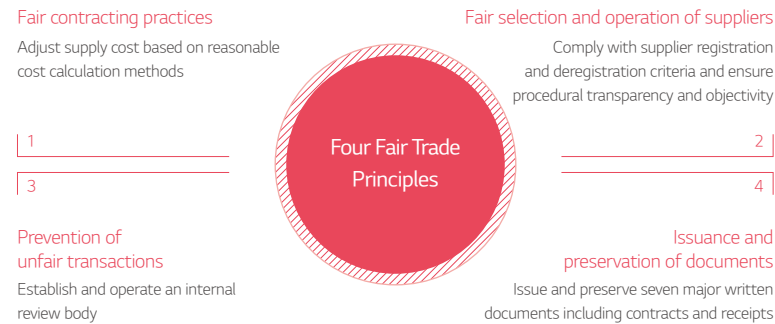 Fair contracting practices
Adjust supply cost based on reasonable
cost calculation methods
1
Fair selection and operation of suppliers
Comply with supplier registration
and deregistration criteria and ensure
procedural transparency and objectivity
2
Four Fair Trade
Principles
3
Prevention of
unfair transactions
Establish and operate an internal
review body
4
Issuance and
preservation of documents
Issue and preserve seven major written
documents including contracts and receipts